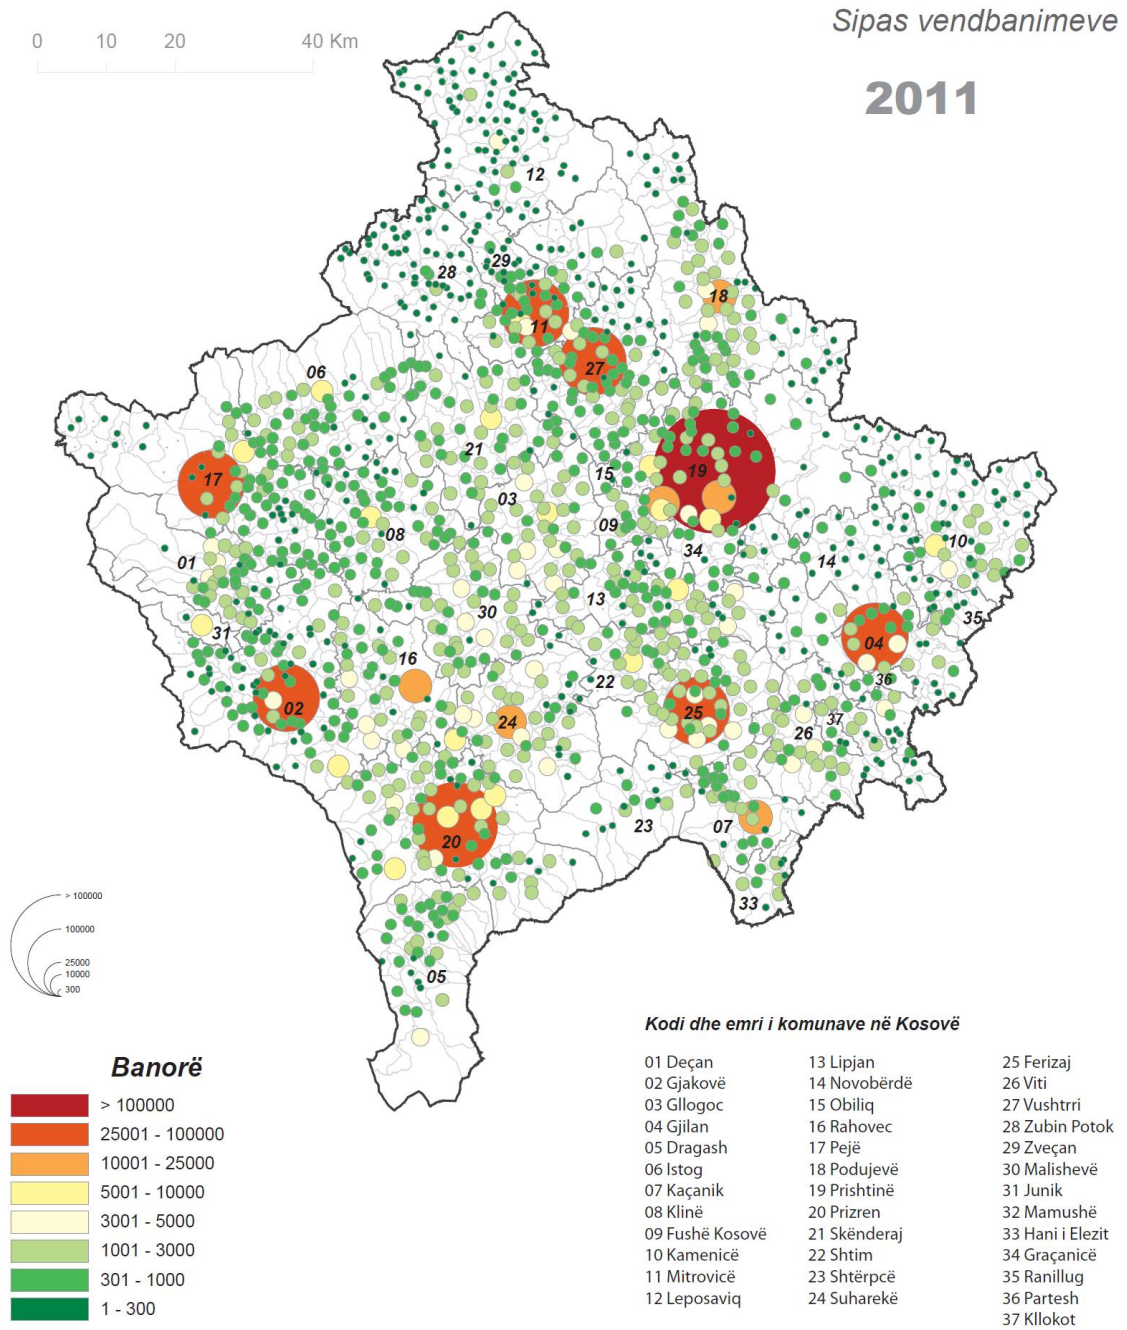 Sipas vendbanimeve
2011
0 10 20 40 Km
12
28
29
18
11
27
06
21
17
19
15
03
08
09
34
10
01
14
13
30
35
31
04
16
22
36
02
25
24
37
26
20
23
07
33
05
> 100000
100000
25000
10000
300
Banorë
> 100000
25001 - 100000
10001 - 25000
5001 - 10000
3001 - 5000
1001 - 3000
301 - 1000
1 - 300
Kodi dhe emri i komunave në Kosovë
01 Deçan
02 Gjakovë
03 Gllogoc
04 Gjilan
05 Dragash
06 Istog
07 Kaçanik
08 Klinë
09 Fushë Kosovë
10 Kamenicë
11 Mitrovicë
12 Leposaviq
13 Lipjan
14 Novobërdë
15 Obiliq
16 Rahovec
17 Pejë
18 Podujevë
19 Prishtinë
20 Prizren
21 Skënderaj
22 Shtim
23 Shtërpcë
24 Suharekë
25 Ferizaj
26 Viti
27 Vushtrri
28 Zubin Potok
29 Zveçan
30 Malishevë
31 Junik
32 Mamushë
33 Hani i Elezit
34 Graçanicë
35 Ranillug
36 Partesh
37 Kllokot